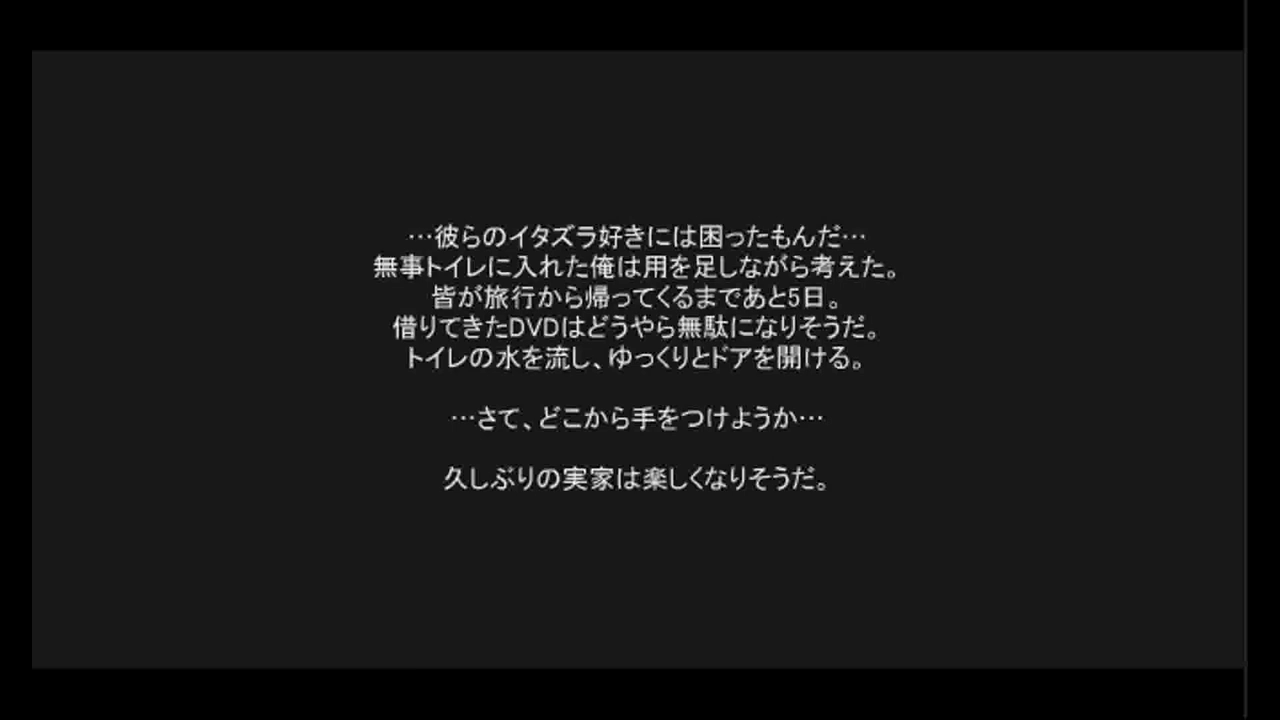 …彼らのイタズラ好きには困ったもんだ…
無事トイレに入れた俺は用を足しながら考えた。
皆が旅行から帰ってくるまであと5日。
借りてきたDVDはどうやら無駄になりそうだ。
トイレの水を流し、ゆっくりとドアを開ける。
…さて、どこから手をつけようか…
久しぶりの実家は楽しくなりそうだ。